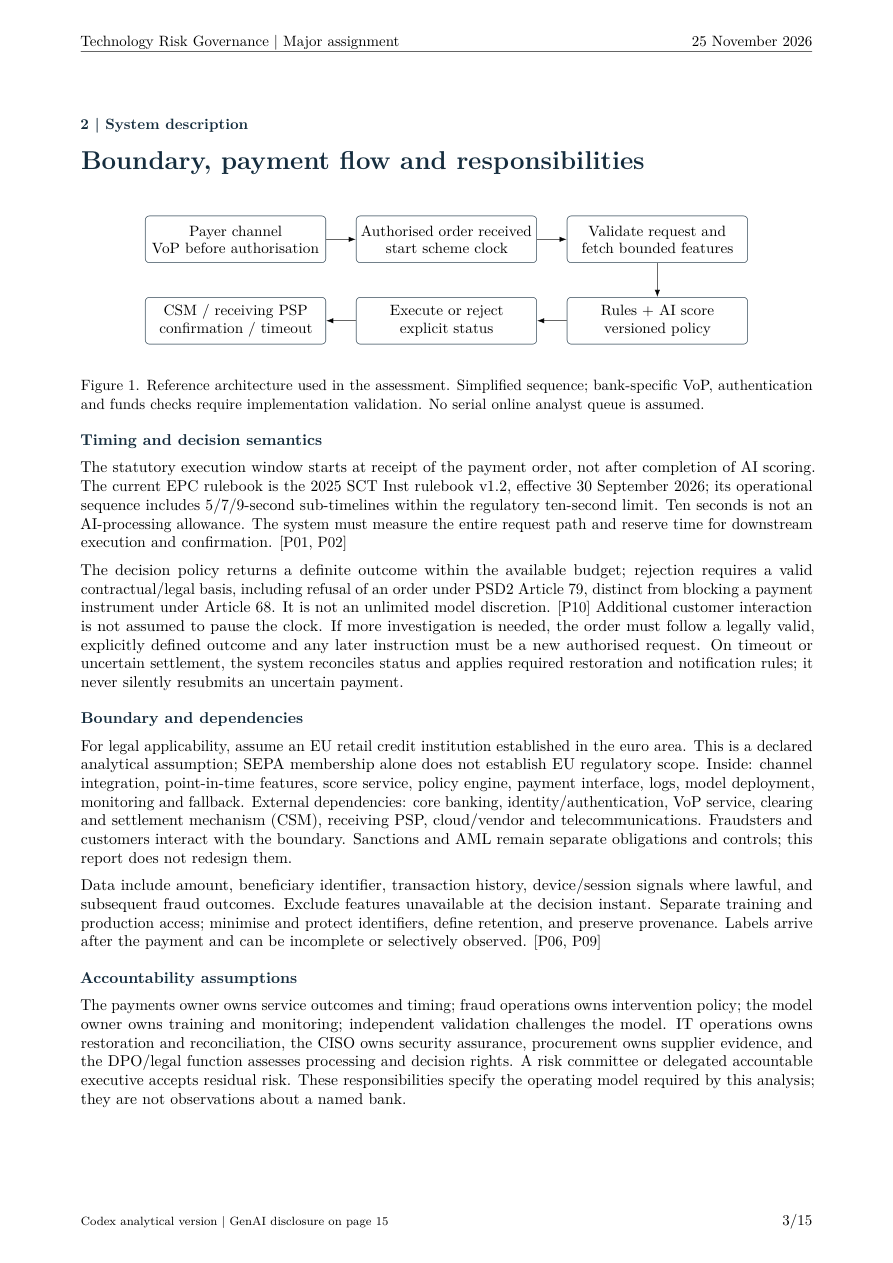 Technology Risk Governance | Major assignment
25 November 2026
2 | System description
Boundary, payment flow and responsibilities
Payer channel
VoP before authorisation
Authorised order received
start scheme clock
Validate request and
fetch bounded features
CSM / receiving PSP
confirmation / timeout
Execute or reject
explicit status
Rules + AI score
versioned policy
Figure 1. Reference architecture used in the assessment. Simplified sequence; bank-specific VoP, authentication
and funds checks require implementation validation. No serial online analyst queue is assumed.
Timing and decision semantics
The statutory execution window starts at receipt of the payment order, not after completion of AI scoring.
The current EPC rulebook is the 2025 SCT Inst rulebook v1.2, effective 30 September 2026; its operational
sequence includes 5/7/9-second sub-timelines within the regulatory ten-second limit. Ten seconds is not an
AI-processing allowance. The system must measure the entire request path and reserve time for downstream
execution and confirmation. [P01, P02]
The decision policy returns a definite outcome within the available budget; rejection requires a valid
contractual/legal basis, including refusal of an order under PSD2 Article 79, distinct from blocking a payment
instrument under Article 68. It is not an unlimited model discretion. [P10] Additional customer interaction
is not assumed to pause the clock. If more investigation is needed, the order must follow a legally valid,
explicitly defined outcome and any later instruction must be a new authorised request. On timeout or
uncertain settlement, the system reconciles status and applies required restoration and notification rules; it
never silently resubmits an uncertain payment.
Boundary and dependencies
For legal applicability, assume an EU retail credit institution established in the euro area. This is a declared
analytical assumption; SEPA membership alone does not establish EU regulatory scope. Inside: channel
integration, point-in-time features, score service, policy engine, payment interface, logs, model deployment,
monitoring and fallback. External dependencies: core banking, identity/authentication, VoP service, clearing
and settlement mechanism (CSM), receiving PSP, cloud/vendor and telecommunications. Fraudsters and
customers interact with the boundary. Sanctions and AML remain separate obligations and controls; this
report does not redesign them.
Data include amount, beneficiary identifier, transaction history, device/session signals where lawful, and
subsequent fraud outcomes. Exclude features unavailable at the decision instant. Separate training and
production access; minimise and protect identifiers, define retention, and preserve provenance. Labels arrive
after the payment and can be incomplete or selectively observed. [P06, P09]
Accountability assumptions
The payments owner owns service outcomes and timing; fraud operations owns intervention policy; the model
owner owns training and monitoring; independent validation challenges the model. IT operations owns
restoration and reconciliation, the CISO owns security assurance, procurement owns supplier evidence, and
the DPO/legal function assesses processing and decision rights. A risk committee or delegated accountable
executive accepts residual risk. These responsibilities specify the operating model required by this analysis;
they are not observations about a named bank.
Codex analytical version | GenAI disclosure on page 15
3/15